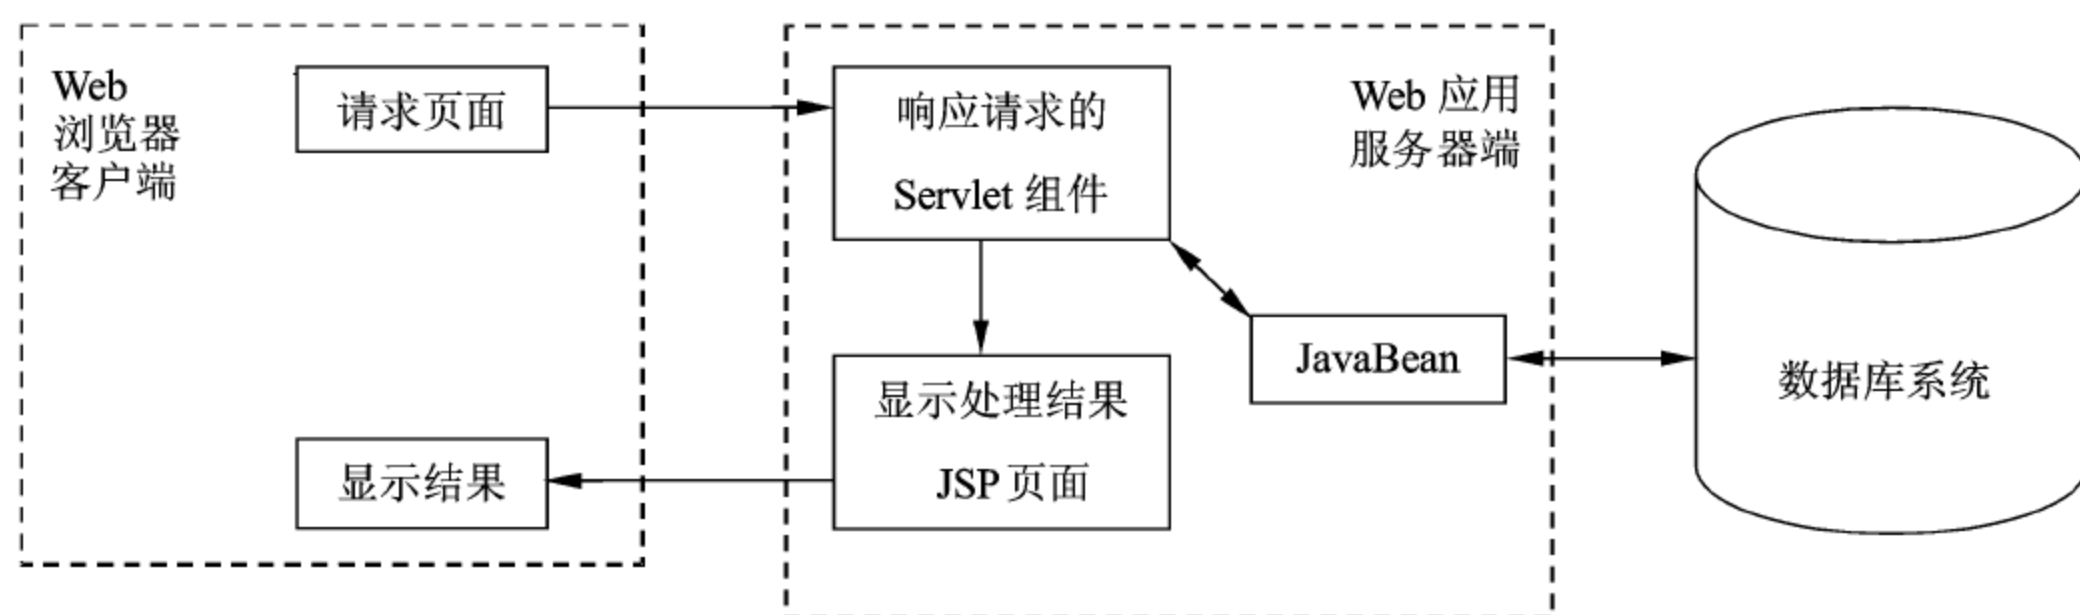 Web
浏览器
客户端
请求页面
响应请求的
Servlet 组件
Web 应用
服务器端
JavaBean
数据库系统
显示处理结果
JSP 页面
显示结果